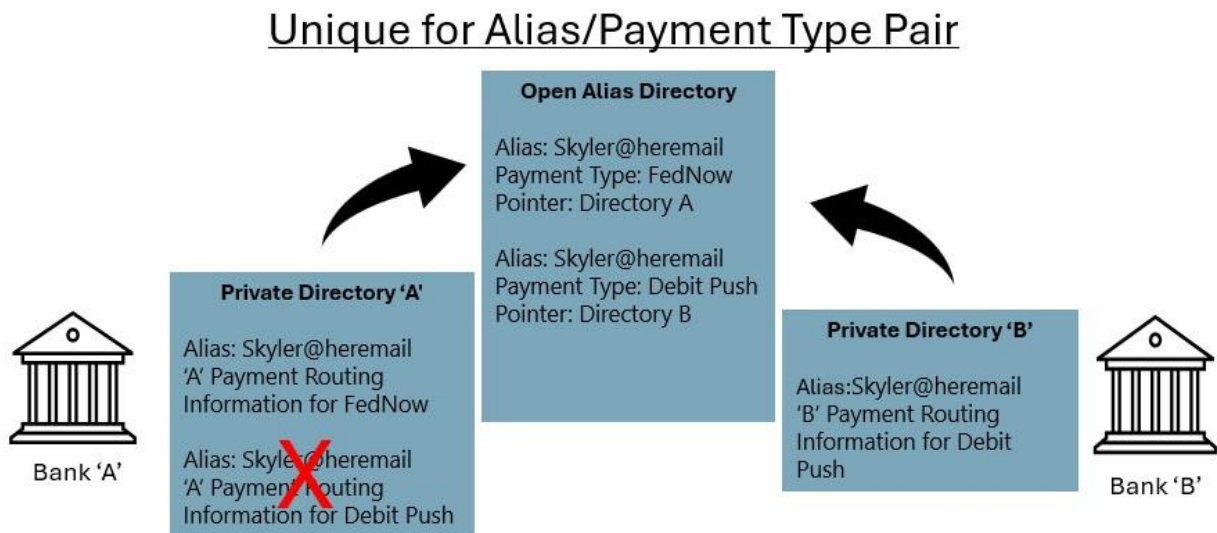 Unique for Alias/Payment Type Pair
Open Alias Directory
Alias: Skyler@heremail
Payment Type: FedNow
Pointer: Directory A
Alias: Skyler@heremail
Payment Type: Debit Push
Pointer: Directory B
Private Directory ‘A'
Alias: Skyler@heremail
‘A’ Payment Routing
Information for FedNow
Alias: Skyler@heremail
‘A’ Payment Routing
Information for Debit Push
X
Bank ‘A’
Private Directory ‘B’
Alias:Skyler@heremail
‘B’ Payment Routing
Information for Debit
Push
Bank ‘B’